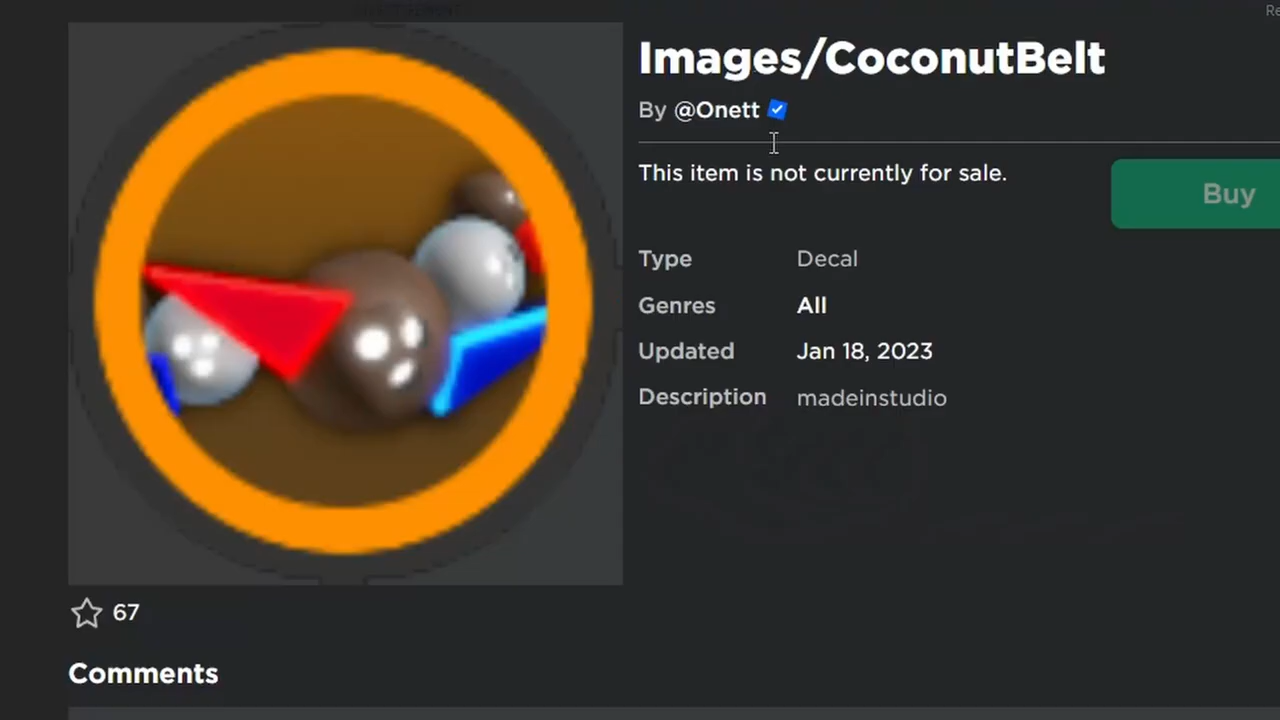 Images/CoconutBelt
By @Onett
This item is not currently for sale.
Buy
Type Decal
Genres All
Updated Jan 18, 2023
Description madeinstudio
67
Comments